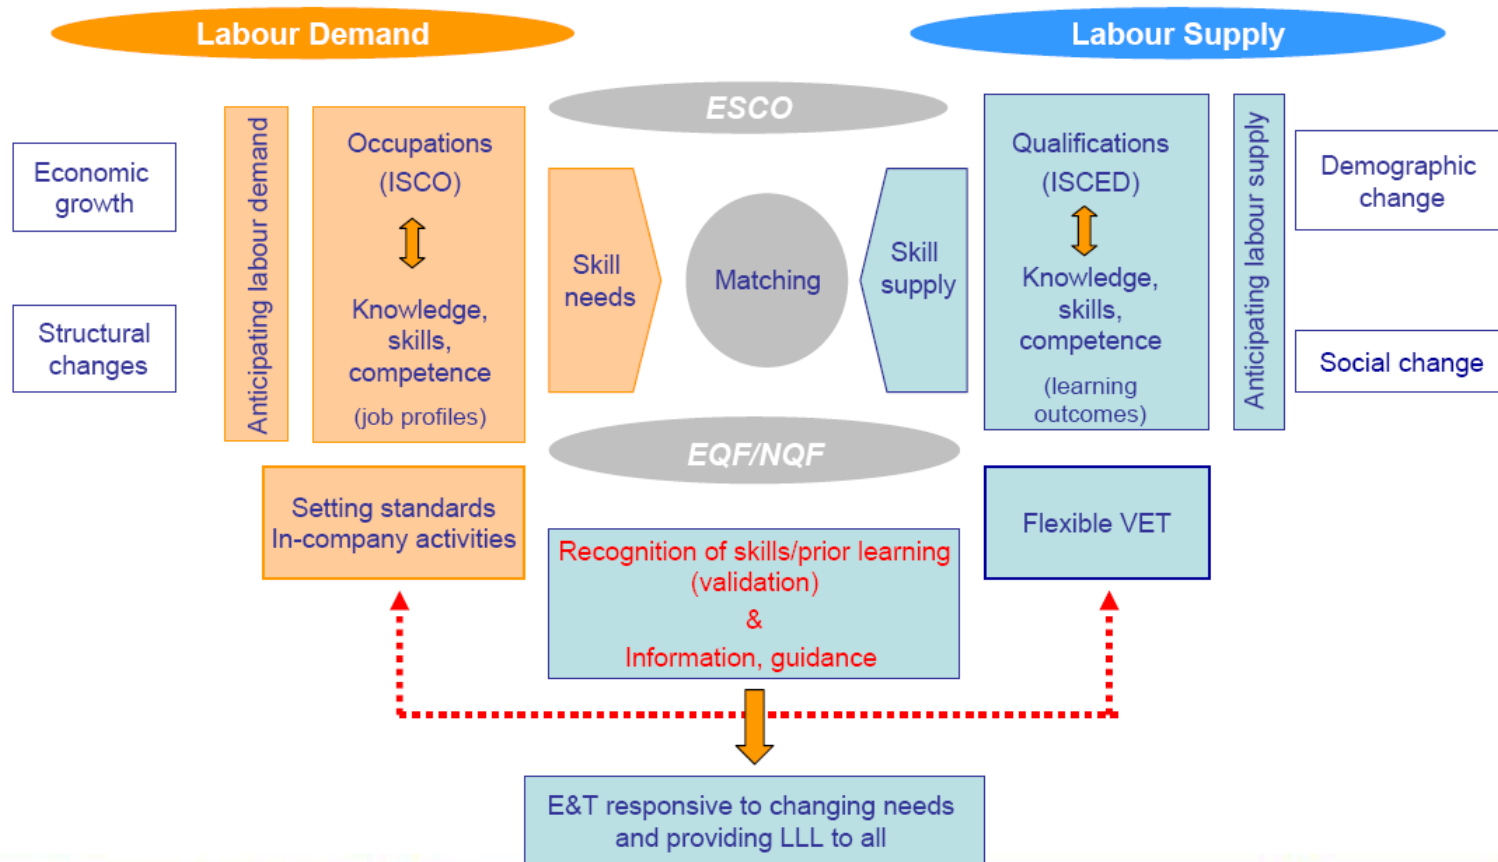 Labour Demand
Labour Supply
ESCO
Economic
growth
Structural
changes
Anticipating labour demand
Occupations
(ISCO)
Knowledge,
skills,
competence
(job profiles)
Skill
needs
Matching
Skill
supply
Qualifications
(ISCED)
Knowledge,
skills,
competence
(learning
outcomes)
Anticipating labour supply
Demographic
change
Social change
EQF/NQF
Setting standards
In-company activities
Recognition of skills/prior learning
(validation)
&
Information, guidance
Flexible VET
E&T responsive to changing needs
and providing LLL to all